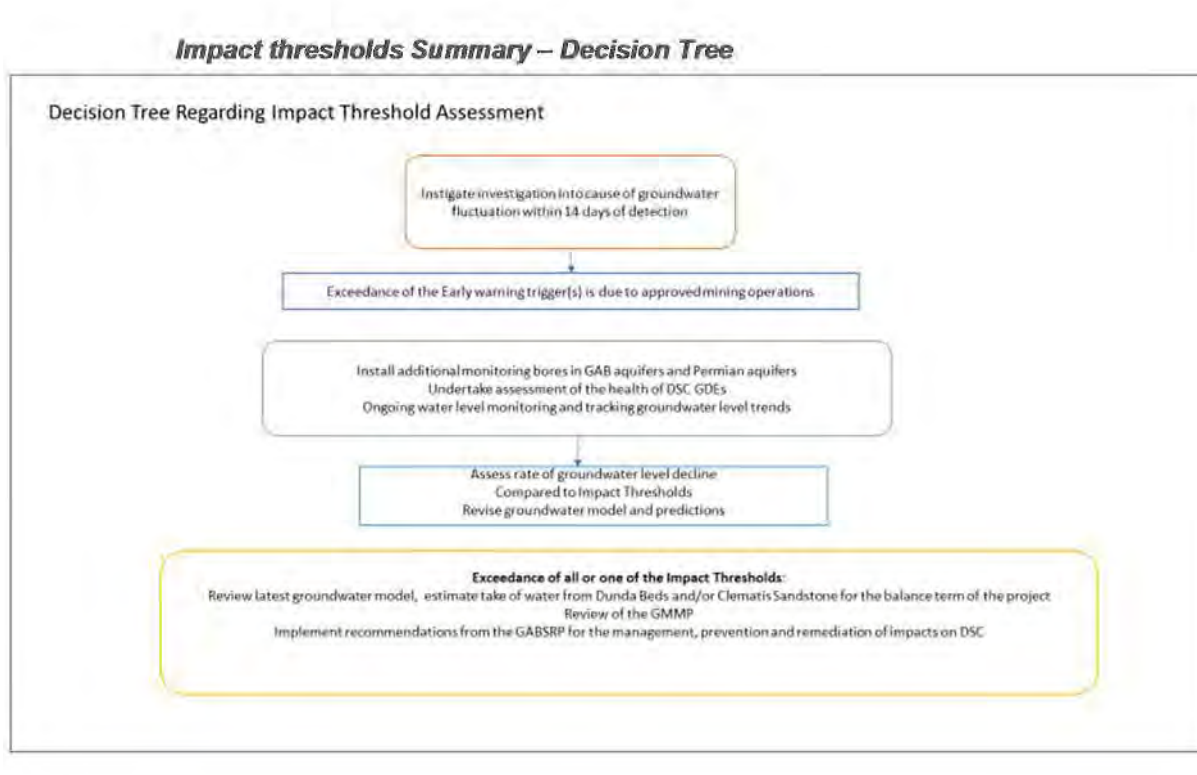 Impact thresholds Summary – Decision Tree
Decision Tree Regarding Impact Threshold Assessment
Instigate investigation into cause of groundwater
fluctuation within 14 days of detection
Exceedance of the Early warning trigger(s) is due to approved mining operations
Install additional monitoring bores in GAB aquifers and Permian aquifers
Undertake assessment of the health of DSC GDEs
Ongoing water level monitoring and tracking groundwater level trends
Assess rate of groundwater level decline
Compared to Impact Thresholds
Revise groundwater model and predictions
Exceedance of all or one of the Impact Thresholds:
Review latest groundwater model, estimate take of water from Dunda Beds and/or Clematis Sandstone for the balance term of the project
Review of the GMMP
Implement recommendations from the GABSRP for the management, prevention and remediation of impacts on DSC